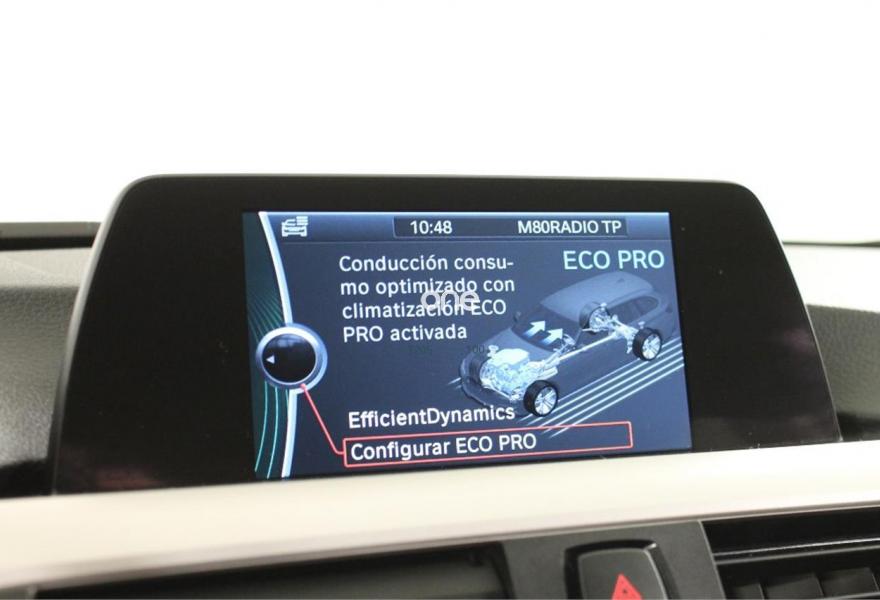 10:48 M80RADIO TP
ECO PRO
Conducción consu-
mo optimizado con
climatización ECO
PRO activada
one
EfficientDynamics
Configurar ECO PRO